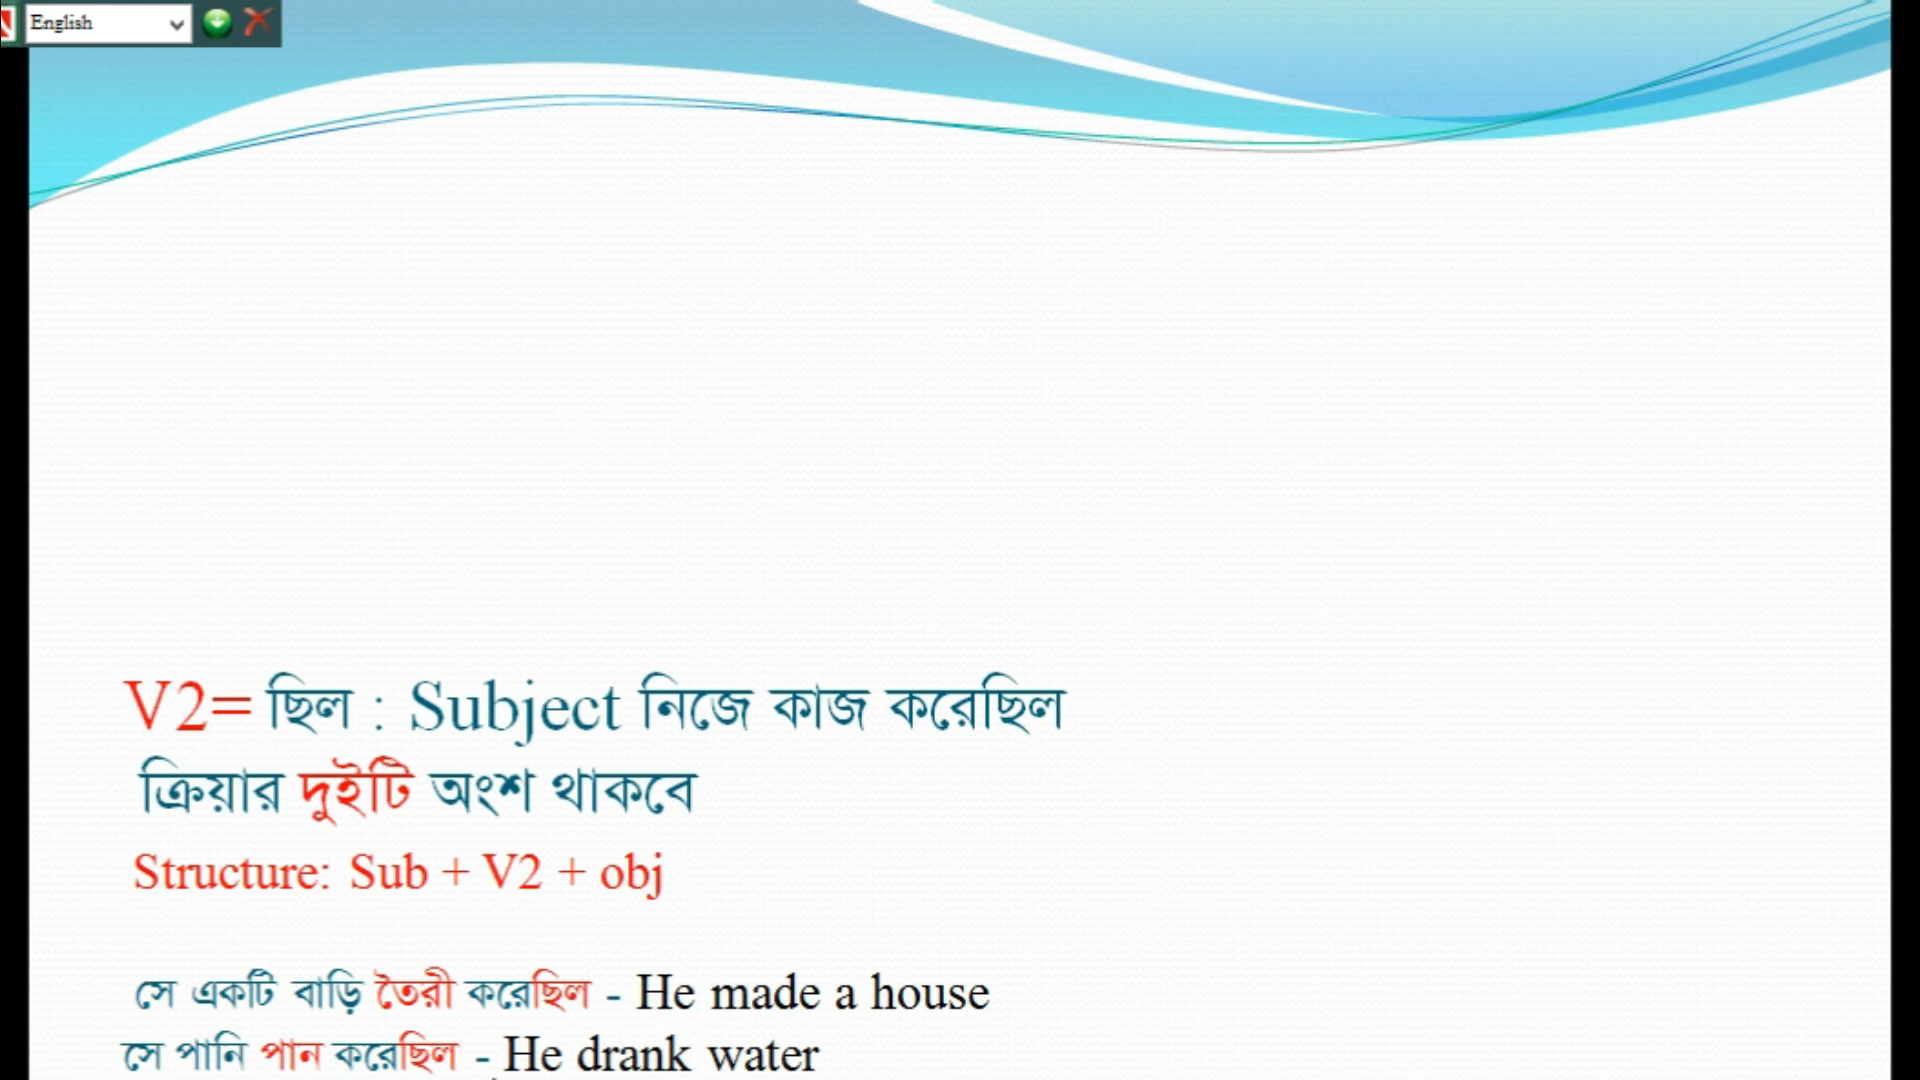 English
V2= ছিল : Subject নিজে কাজ করেছিল
ক্রিয়ার দুইটি অংশ থাকবে
Structure: Sub + V2 + obj
সে একটি বাড়ি তৈরী করেছিল - He made a house
সে পানি পান করেছিল - He drank water